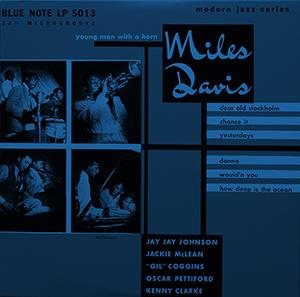 BLUE NOTE LP 5013
modern jazz series
33⅓ MICROGROOVE
young man with a horn
Miles
Davis
dear old stockholm
chance it
yesterdays
donna
would'n you
how deep is the ocean
JAY JAY JOHNSON
JACKIE McLEAN
"GIL" COGGINS
OSCAR PETTIFORD
KENNY CLARKE